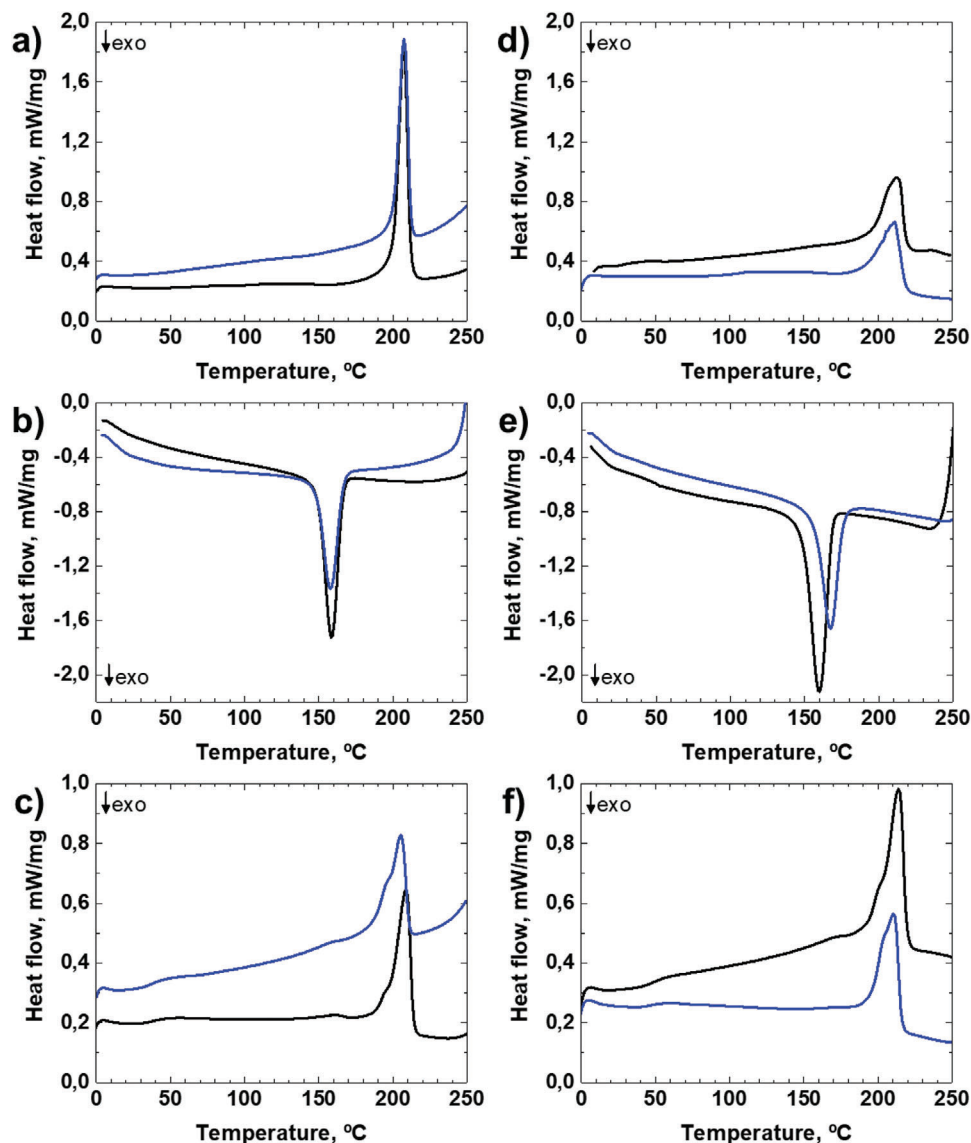 a)
↓exo
2,0
1,6
1,2
0,8
0,4
0,0
Heat flow, mW/mg
0 50 100 150 200 250
Temperature, ºC
d)
↓exo
2,0
1,6
1,2
0,8
0,4
0,0
Heat flow, mW/mg
0 50 100 150 200 250
Temperature, ºC
b)
0,0
-0,4
-0,8
-1,2
-1,6
-2,0
Heat flow, mW/mg
↓exo
0 50 100 150 200 250
Temperature, ºC
e)
0,0
-0,4
-0,8
-1,2
-1,6
-2,0
Heat flow, mW/mg
↓exo
0 50 100 150 200 250
Temperature, ºC
c)
↓exo
1,0
0,8
0,6
0,4
0,2
0,0
Heat flow, mW/mg
0 50 100 150 200 250
Temperature, ºC
f)
↓exo
1,0
0,8
0,6
0,4
0,2
0,0
Heat flow, mW/mg
0 50 100 150 200 250
Temperature, ºC